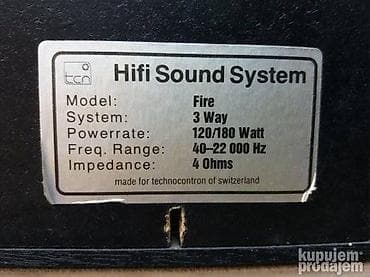 tcn
Hifi Sound System
Model: Fire
System: 3 Way
Powerrate: 120/180 Watt
Freq. Range: 40–22 000 Hz
Impedance: 4 Ohms
made for technocontron of switzerland
kupujem
prodajem